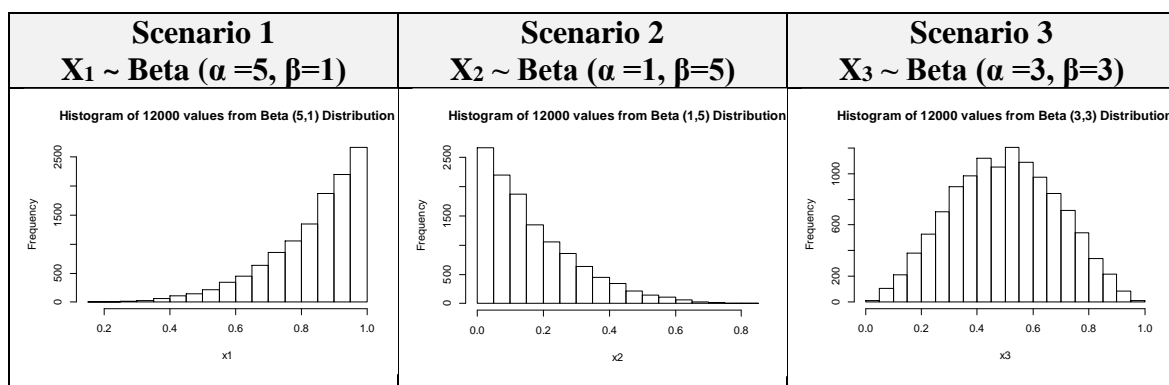 Scenario 1
X1 ~ Beta (α =5, β=1)
Scenario 2
X2 ~ Beta (α =1, β=5)
Scenario 3
X3 ~ Beta (α =3, β=3)
Histogram of 12000 values from Beta (5,1) Distribution
Frequency
2500
1500
500
0
0.2
0.4
0.6
0.8
1.0
x1
Histogram of 12000 values from Beta (1,5) Distribution
Frequency
2500
1500
500
0
0.0
0.2
0.4
0.6
0.8
x2
Histogram of 12000 values from Beta (3,3) Distribution
Frequency
1000
600
200
0
0.0
0.2
0.4
0.6
0.8
1.0
x3